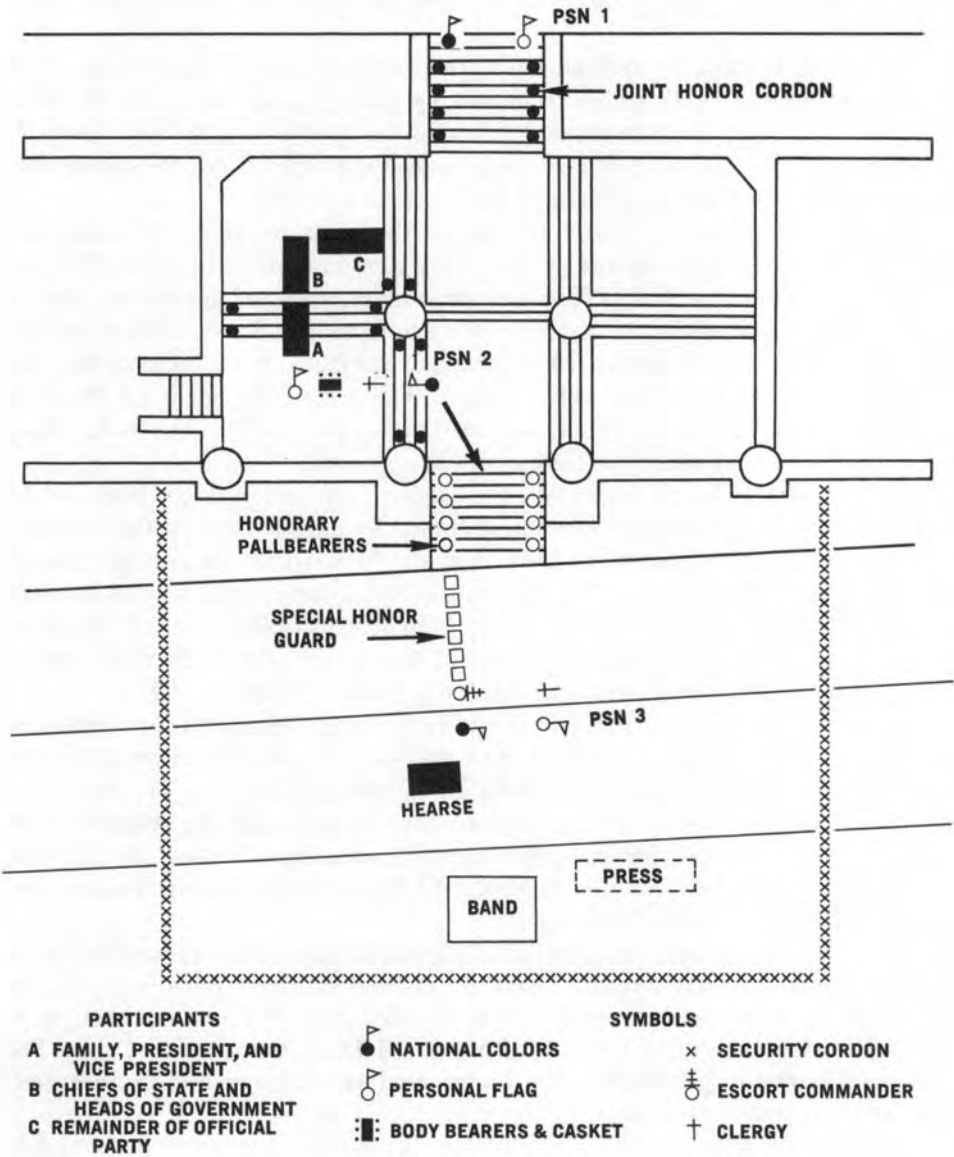 PSN 1
JOINT HONOR CORDON
B
C
A
PSN 2
HONORARY
PALLBEARERS
SPECIAL HONOR
GUARD
PSN 3
HEARSE
PRESS
BAND
PARTICIPANTS
A FAMILY, PRESIDENT, AND
VICE PRESIDENT
B CHIEFS OF STATE AND
HEADS OF GOVERNMENT
C REMAINDER OF OFFICIAL
PARTY
SYMBOLS
NATIONAL COLORS
PERSONAL FLAG
BODY BEARERS & CASKET
SECURITY CORDON
ESCORT COMMANDER
CLERGY